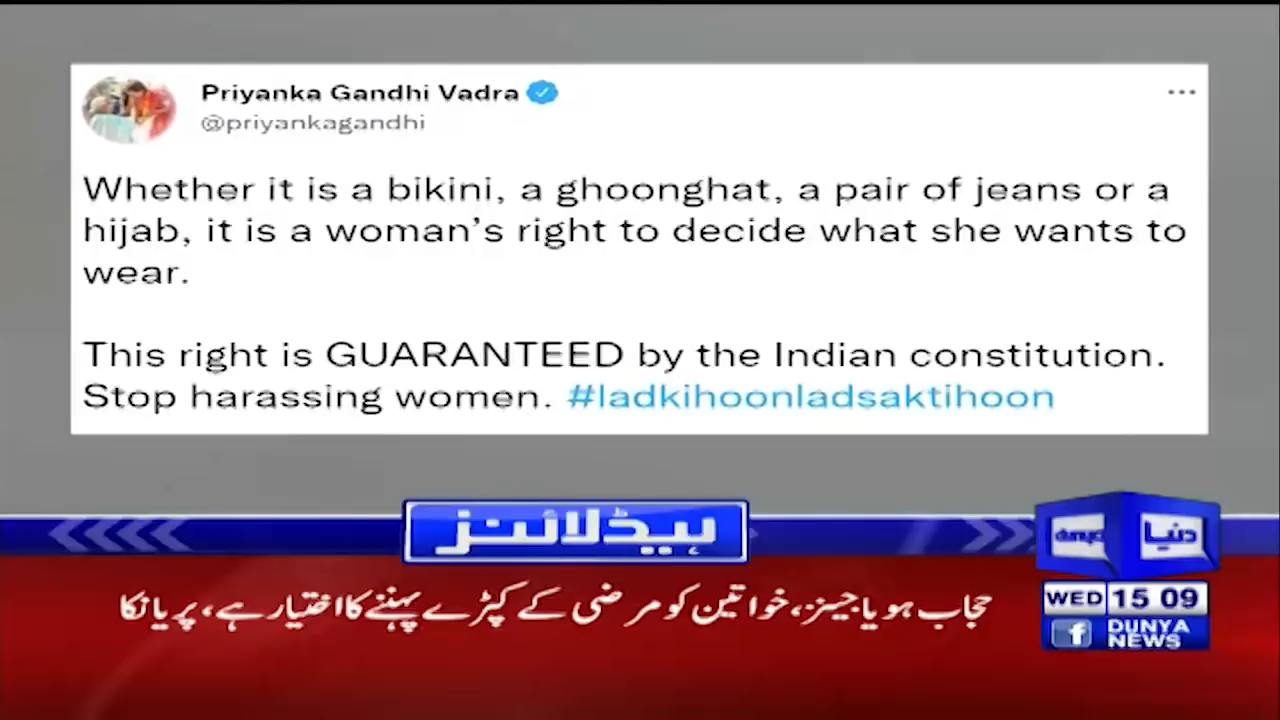 Priyanka Gandhi Vadra
@priyankagandhi
Whether it is a bikini, a ghoonghat, a pair of jeans or a
hijab, it is a woman's right to decide what she wants to
wear.
This right is GUARANTEED by the Indian constitution.
Stop harassing women. #ladkihoonladsaktihoon
ہیڈلائنز
dunya دنیا
حجاب ہو یا جینز، خواتین کو مرضی کے کپڑے پہننے کا اختیار ہے، پریانکا
WED 15 09
f DUNYA
NEWS